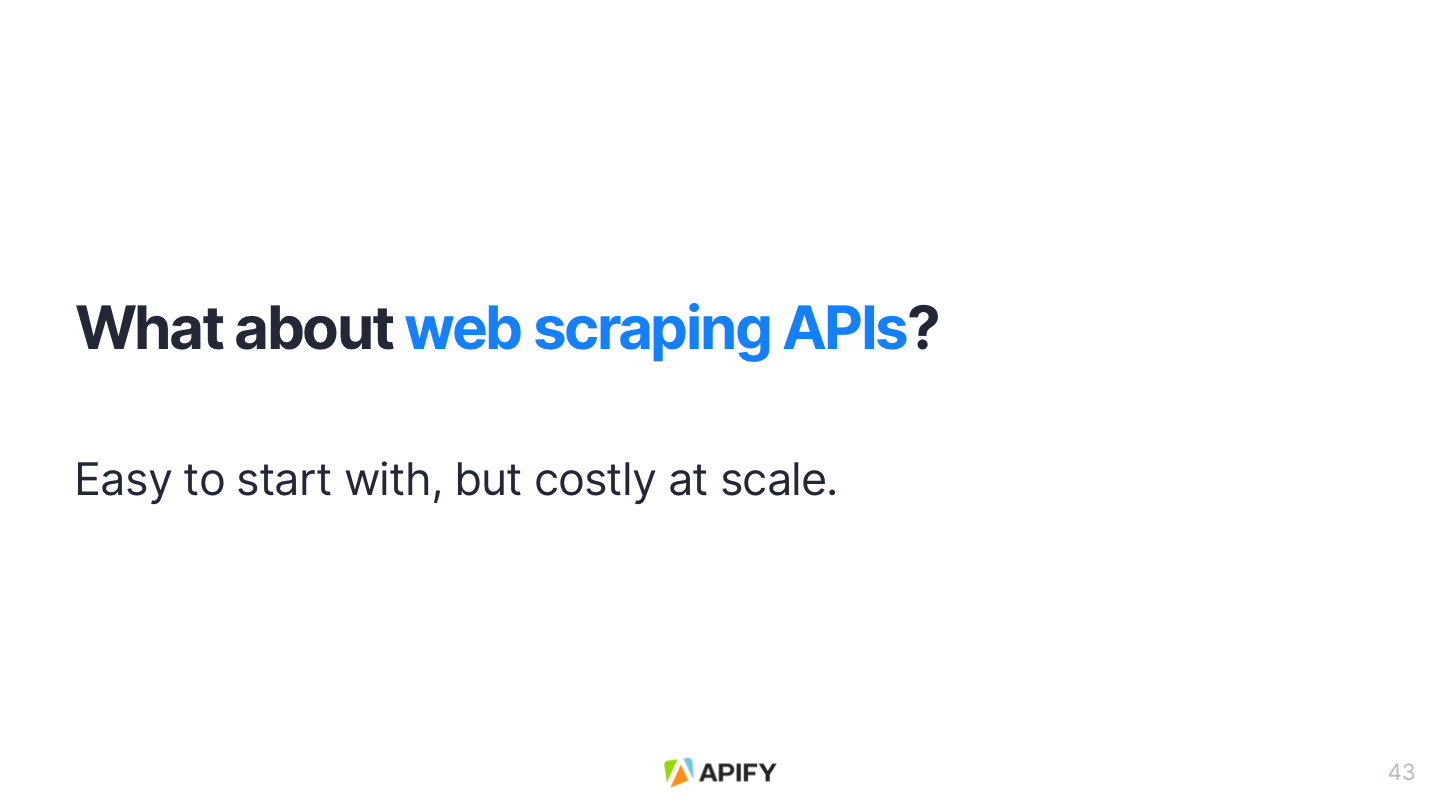 What about web scraping APIs?
Easy to start with, but costly at scale.
APIFY
43